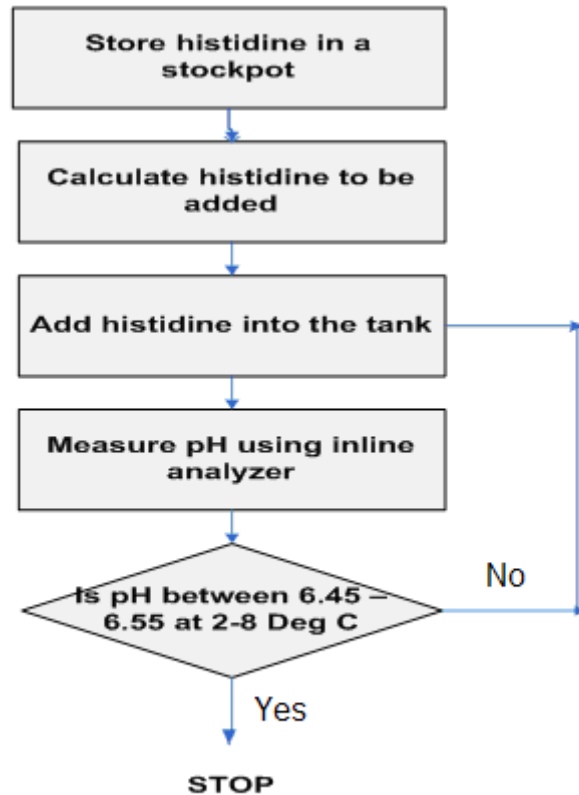 Store histidine in a
stockpot
Calculate histidine to be
added
Add histidine into the tank
Measure pH using inline
analyzer
Is pH between 6.45 –
6.55 at 2-8 Deg C
No
Yes
STOP